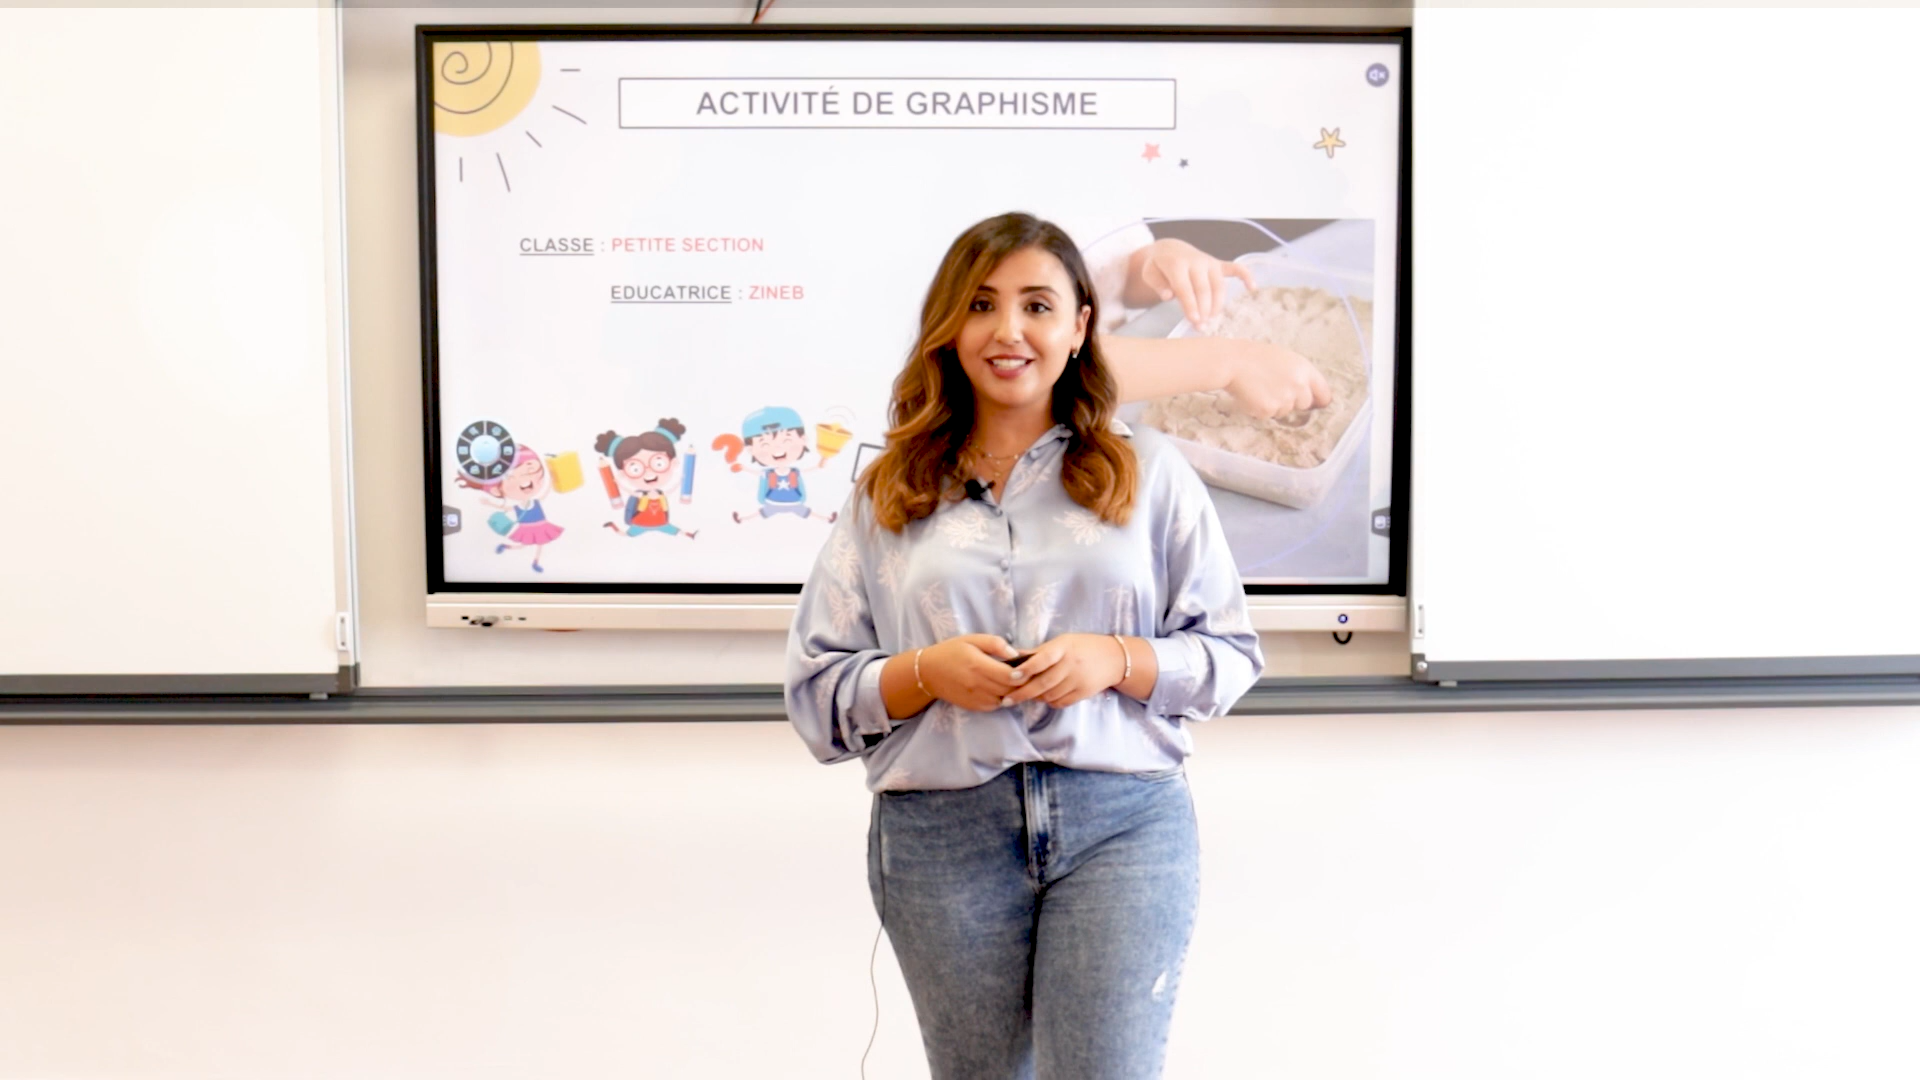 ACTIVITÉ DE GRAPHISME
CLASSE : PETITE SECTION
EDUCATRICE : ZINEB